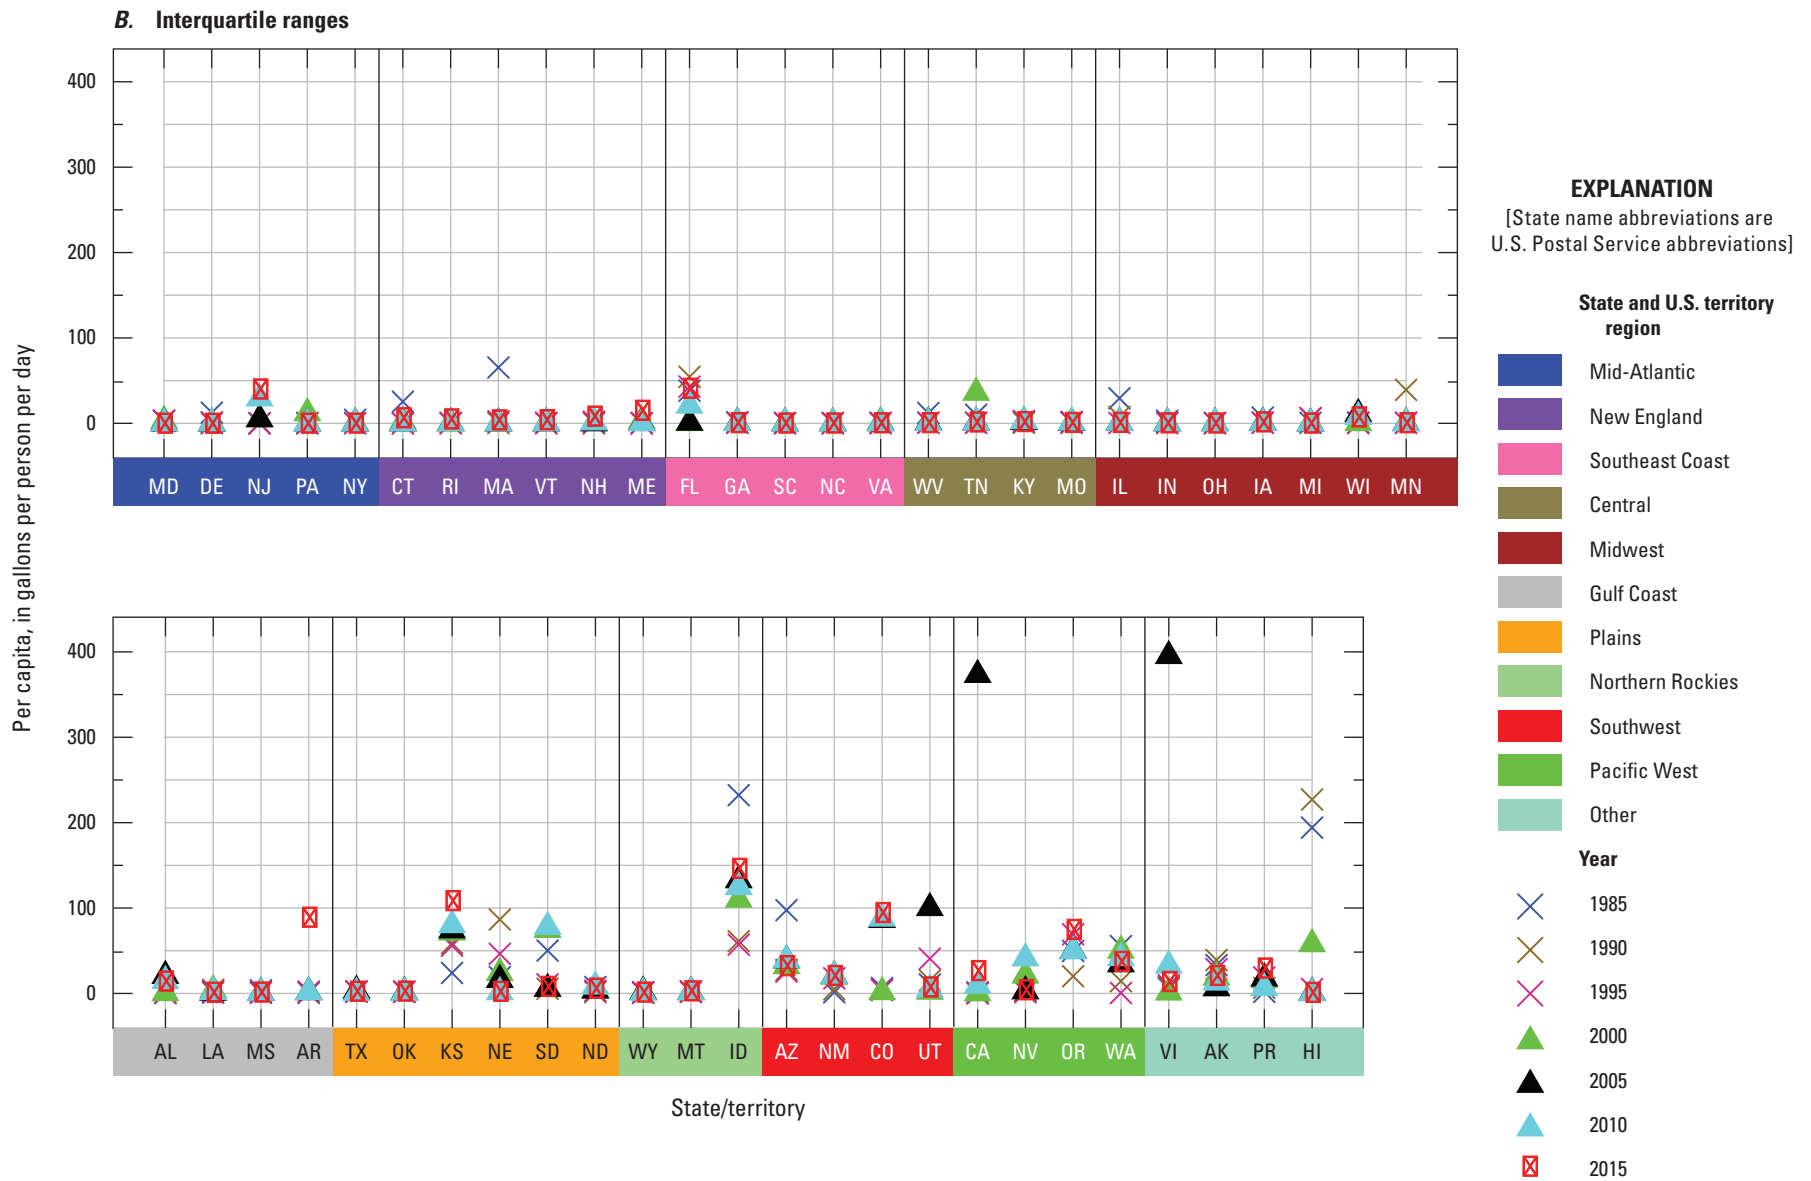 B. Interquartile ranges
400
300
200
100
0
MD DE NJ PA NY CT RI MA VT NH ME FL GA SC NC VA WV TN KY MO IL IN OH IA MI WI MN
Per capita, in gallons per person per day
400
300
200
100
0
AL LA MS AR TX OK KS NE SD ND WY MT ID AZ NM CO UT CA NV OR WA VI AK PR HI
State/territory
EXPLANATION
[State name abbreviations are
U.S. Postal Service abbreviations]
State and U.S. territory
region
Mid-Atlantic
New England
Southeast Coast
Central
Midwest
Gulf Coast
Plains
Northern Rockies
Southwest
Pacific West
Other
Year
1985
1990
1995
2000
2005
2010
2015